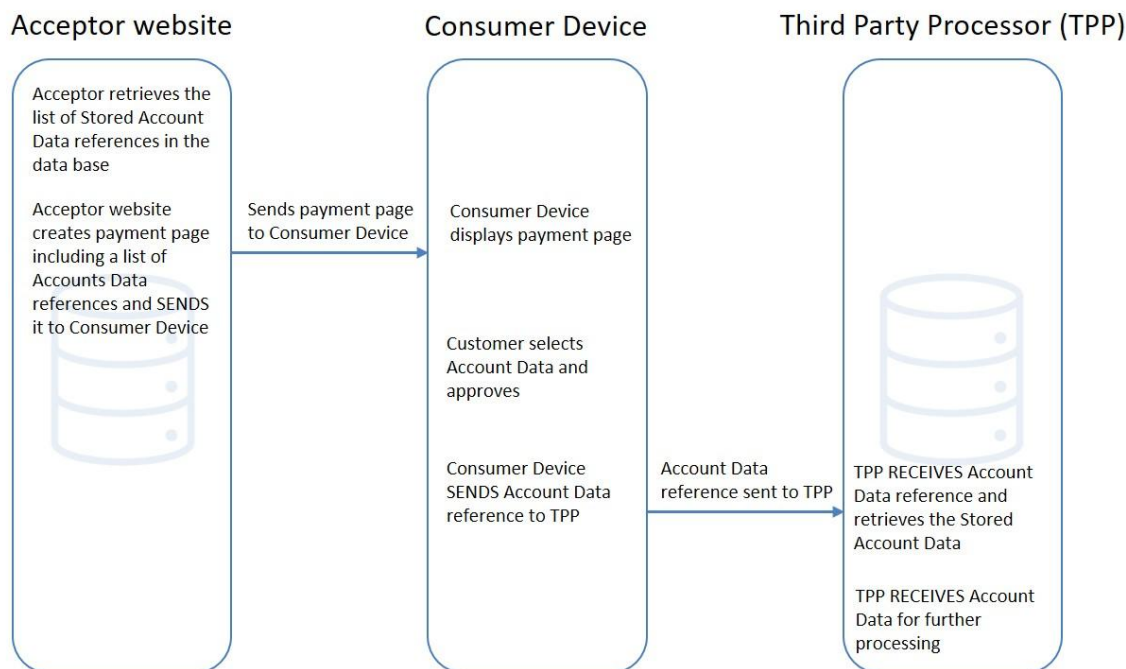 Acceptor website
Consumer Device
Third Party Processor (TPP)
Acceptor retrieves the
list of Stored Account
Data references in the
data base
Acceptor website
creates payment page
including a list of
Accounts Data
references and SENDS
it to Consumer Device
Sends payment page
to Consumer Device
Consumer Device
displays payment page
Customer selects
Account Data and
approves
Consumer Device
SENDS Account Data
reference to TPP
Account Data
reference sent to TPP
TPP RECEIVES Account
Data reference and
retrieves the Stored
Account Data
TPP RECEIVES Account
Data for further
processing